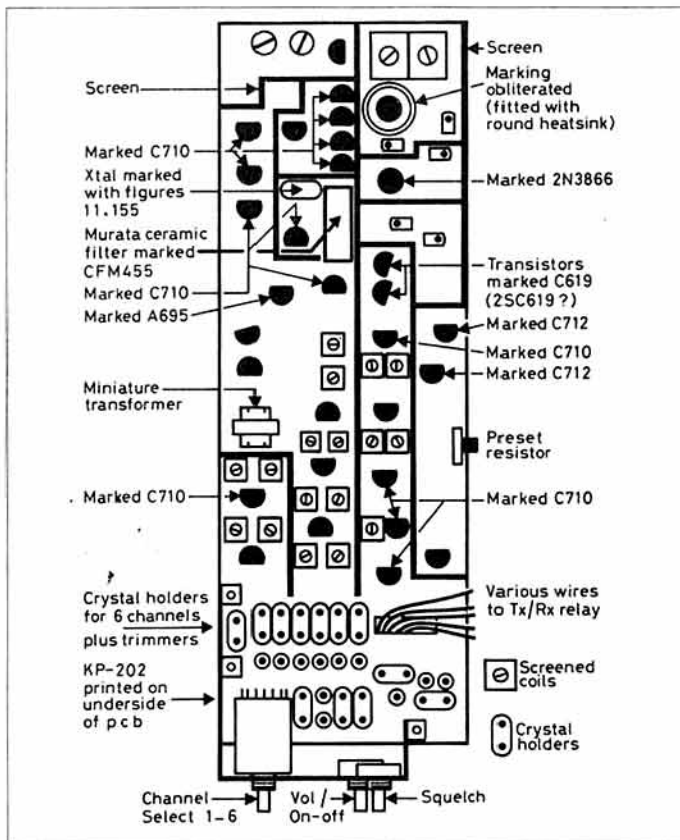 Screen
Marked C710
Xtal marked
with figures
11.155
Murata ceramic
filter marked
CFM455
Marked C710
Marked A695
Miniature
transformer
Marked C710
Crystal holders
for 6 channels
plus trimmers
KP-202
printed on
underside
of pcb
Channel
Select 1-6
Vol/
On-off
Squelch
Screen
Marking
obliterated
(fitted with
round heatsink)
Marked 2N3866
Transistors
marked C619
(2SC619?)
Marked C712
Marked C710
Marked C712
Preset
resistor
Marked C710
Various wires
to Tx/Rx relay
Screened
coils
Crystal
holders